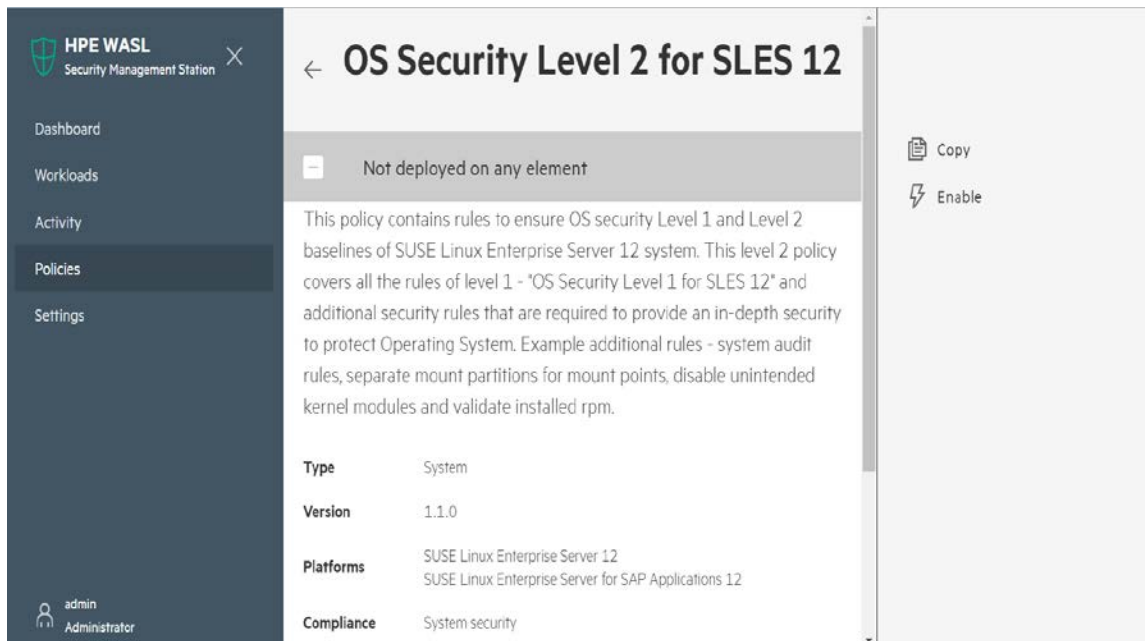 HPE WASL
Security Management Station
Dashboard
Workloads
Activity
Policies
Settings
admin
Administrator
OS Security Level 2 for SLES 12
Not deployed on any element
This policy contains rules to ensure OS security Level 1 and Level 2
baselines of SUSE Linux Enterprise Server 12 system. This level 2 policy
covers all the rules of level 1 - "OS Security Level 1 for SLES 12" and
additional security rules that are required to provide an in-depth security
to protect Operating System. Example additional rules - system audit
rules, separate mount partitions for mount points, disable unintended
kernel modules and validate installed rpm.
Type System
Version 1.1.0
Platforms SUSE Linux Enterprise Server 12
SUSE Linux Enterprise Server for SAP Applications 12
Compliance System security
Copy
Enable